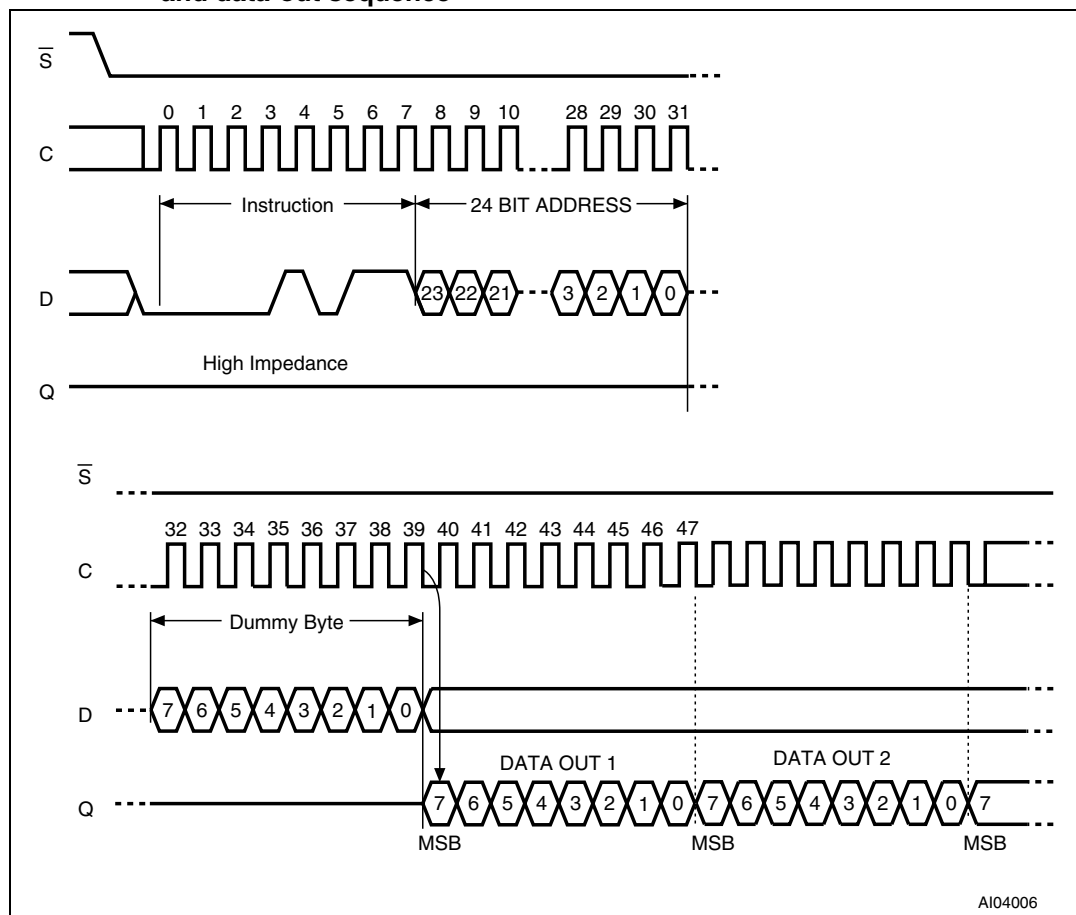 and data-out sequence
S
0 1 2 3 4 5 6 7 8 9 10 28 29 30 31
C
Instruction 24 BIT ADDRESS
D 23 22 21 3 2 1 0
High Impedance
Q
S
32 33 34 35 36 37 38 39 40 41 42 43 44 45 46 47
C
Dummy Byte
D 7 6 5 4 3 2 1 0
DATA OUT 1 DATA OUT 2
Q 7 6 5 4 3 2 1 0 7 6 5 4 3 2 1 0 7
MSB MSB MSB
AI04006